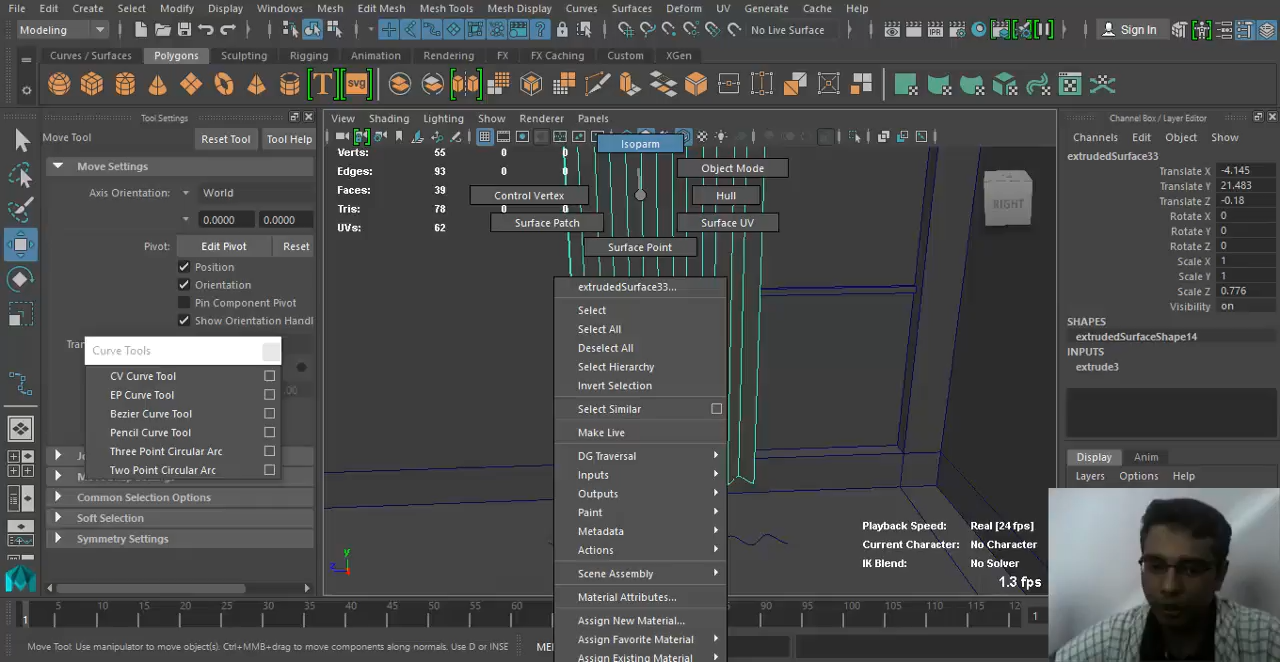 File Edit Create Select Modify Display Windows Mesh Edit Mesh Mesh Tools Mesh Display Curves Surfaces Deform UV Generate Cache Help
Modeling No Live Surface Sign In
Curves / Surfaces Polygons Sculpting Rigging Animation Rendering FX FX Caching Custom XGen
T svg
IPR
Tool Settings
Move Tool Reset Tool Tool Help
Move Settings
Axis Orientation: World
0.0000 0.0000
Pivot: Edit Pivot Reset
Position
Orientation
Pin Component Pivot
Show Orientation Handl
Curve Tools
CV Curve Tool
EP Curve Tool
Bezier Curve Tool
Pencil Curve Tool
Three Point Circular Arc
Two Point Circular Arc
Common Selection Options
Soft Selection
Symmetry Settings
View Shading Lighting Show Renderer Panels
Verts: 55 0 0
Edges: 93 0 0
Faces: 39 0 0
Tris: 78 0 0
UVs: 62 0 0
Isoparm
Object Mode
Control Vertex Hull
Surface Patch Surface UV
Surface Point
extrudedSurface33...
Select
Select All
Deselect All
Select Hierarchy
Invert Selection
Select Similar
Make Live
DG Traversal
Inputs
Outputs
Paint
Metadata
Actions
Scene Assembly
Material Attributes...
Assign New Material...
Assign Favorite Material
Assign Existing Material
RIGHT
y
z
Playback Speed: Real [24 fps]
Current Character: No Character
IK Blend: No Solver
1.3 fps
Channel Box / Layer Editor
Channels Edit Object Show
extrudedSurface33
Translate X -4.145
Translate Y 21.483
Translate Z -0.18
Rotate X 0
Rotate Y 0
Rotate Z 0
Scale X 1
Scale Y 1
Scale Z 0.776
Visibility on
SHAPES
extrudedSurfaceShape14
INPUTS
extrude3
Display Anim
Layers Options Help
5 10 15 20 25 30 35 40 45 50 55 60 90 95 100 105 110 115 12
1 1
Move Tool: Use manipulator to move object(s). Ctrl+MMB+drag to move components along normals. Use D or INSE